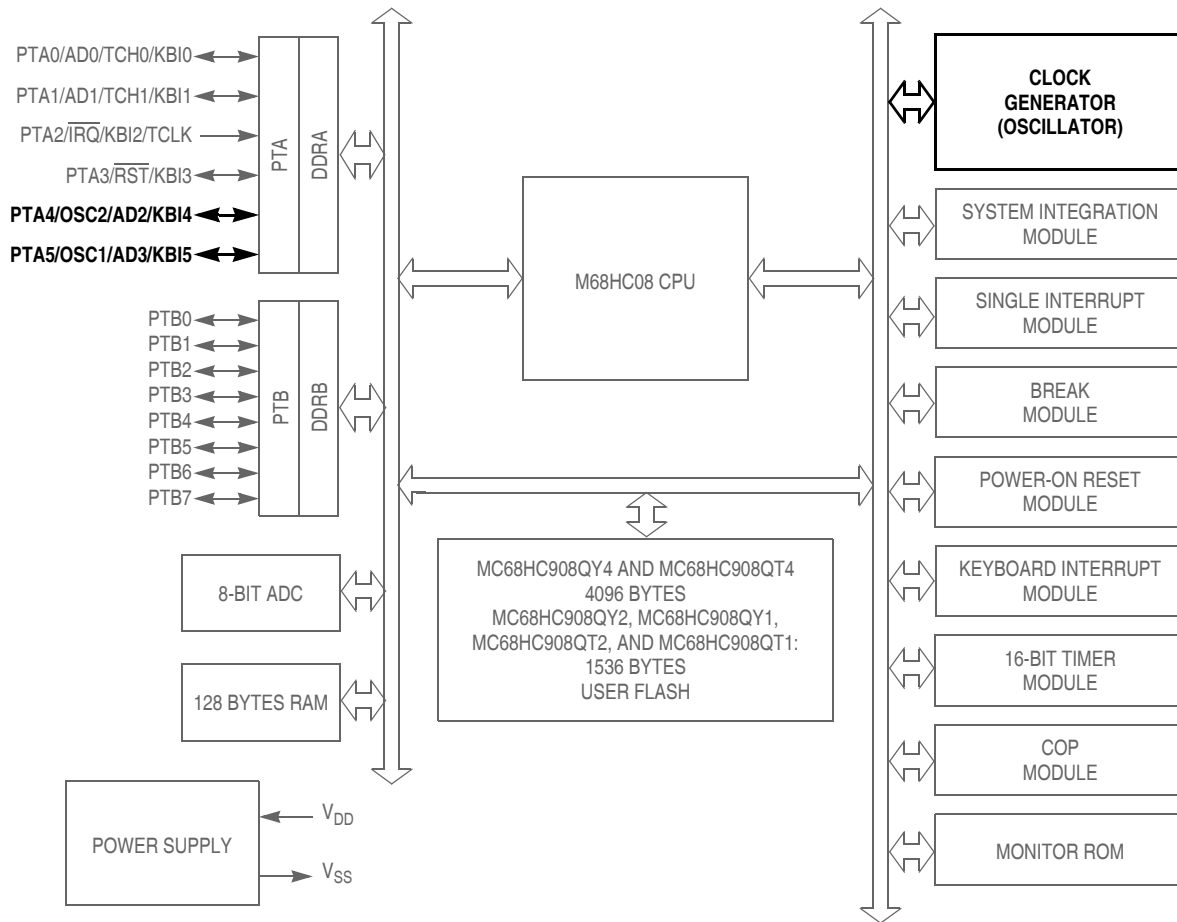 PTA0/AD0/TCH0/KBI0
PTA1/AD1/TCH1/KBI1
PTA2/IRQ/KBI2/TCLK
PTA3/RST/KBI3
PTA4/OSC2/AD2/KBI4
PTA5/OSC1/AD3/KBI5
PTA
DDRA
PTB0
PTB1
PTB2
PTB3
PTB4
PTB5
PTB6
PTB7
PTB
DDRB
8-BIT ADC
128 BYTES RAM
POWER SUPPLY
VDD
VSS
M68HC08 CPU
MC68HC908QY4 AND MC68HC908QT4
4096 BYTES
MC68HC908QY2, MC68HC908QY1,
MC68HC908QT2, AND MC68HC908QT1:
1536 BYTES
USER FLASH
CLOCK
GENERATOR
(OSCILLATOR)
SYSTEM INTEGRATION
MODULE
SINGLE INTERRUPT
MODULE
BREAK
MODULE
POWER-ON RESET
MODULE
KEYBOARD INTERRUPT
MODULE
16-BIT TIMER
MODULE
COP
MODULE
MONITOR ROM